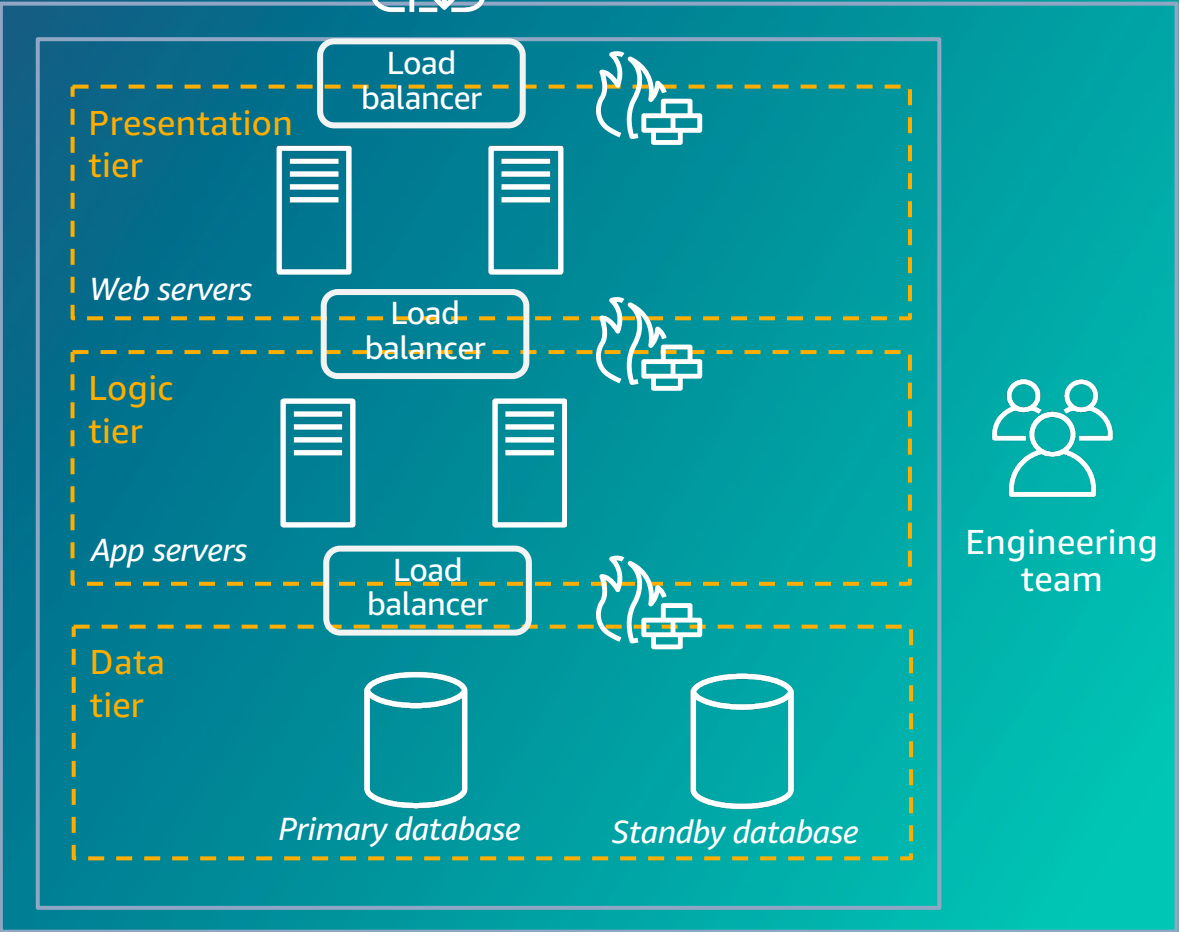 Load
balancer
Presentation
tier
Web servers
Load
balancer
Logic
tier
App servers
Engineering
team
Load
balancer
Data
tier
Primary database
Standby database